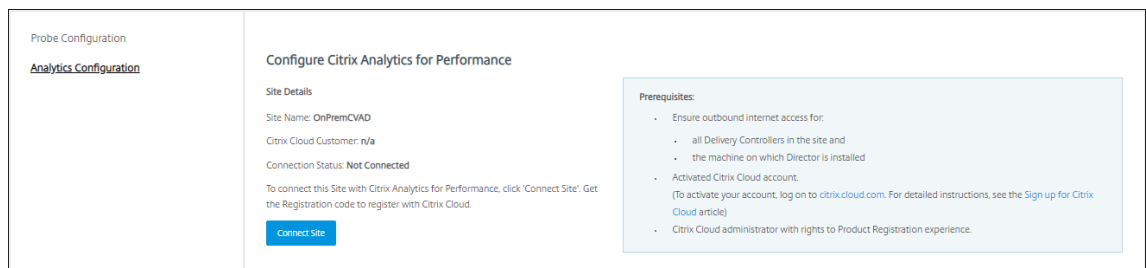 Probe Configuration
Analytics Configuration
Configure Citrix Analytics for Performance
Site Details
Site Name: OnPremCVAD
Citrix Cloud Customer: n/a
Connection Status: Not Connected
To connect this Site with Citrix Analytics for Performance, click 'Connect Site'. Get
the Registration code to register with Citrix Cloud.
Connect Site
Prerequisites:
• Ensure outbound internet access for:
• all Delivery Controllers in the site and
• the machine on which Director is installed
• Activated Citrix Cloud account.
(To activate your account, log on to citrix.cloud.com. For detailed instructions, see the Sign up for Citrix
Cloud article)
• Citrix Cloud administrator with rights to Product Registration experience.